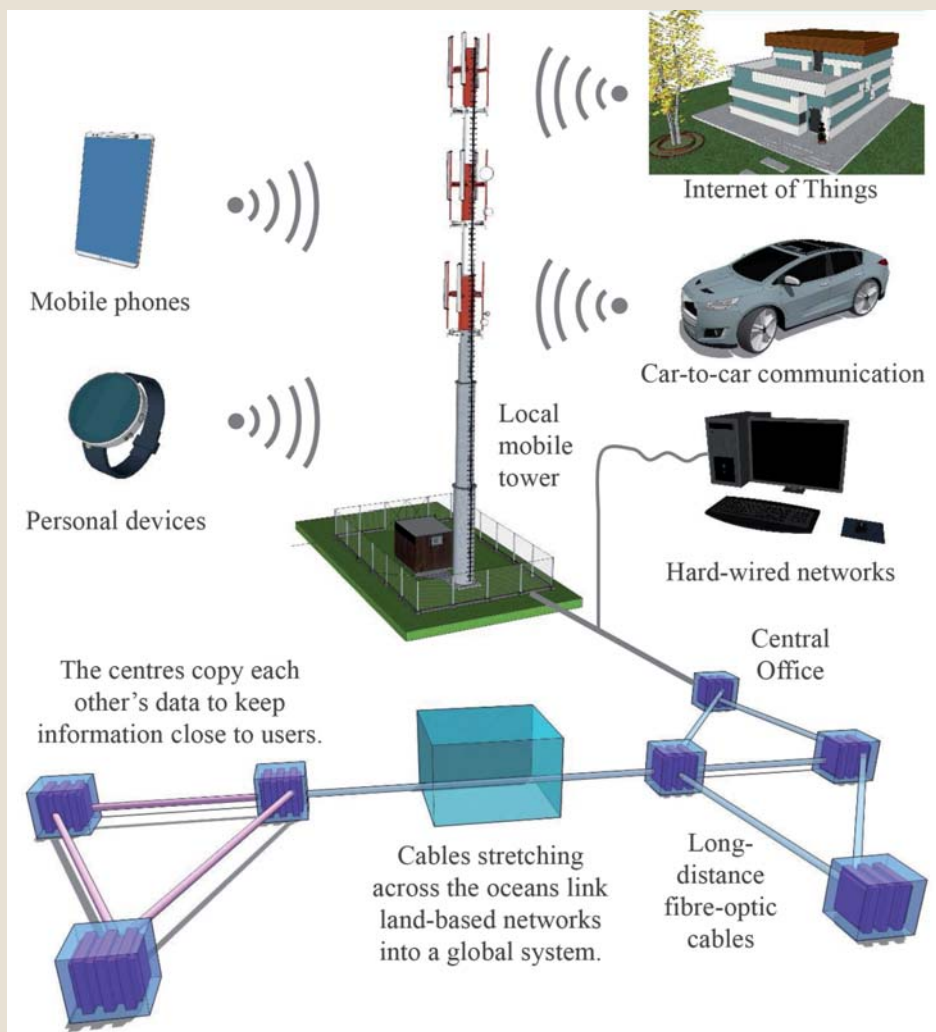 Internet of Things
Mobile phones
Car-to-car communication
Local
mobile
tower
Personal devices
Hard-wired networks
Central
Office
The centres copy each
other’s data to keep
information close to users.
Cables stretching
across the oceans link
land-based networks
into a global system.
Long-
distance
fibre-optic
cables